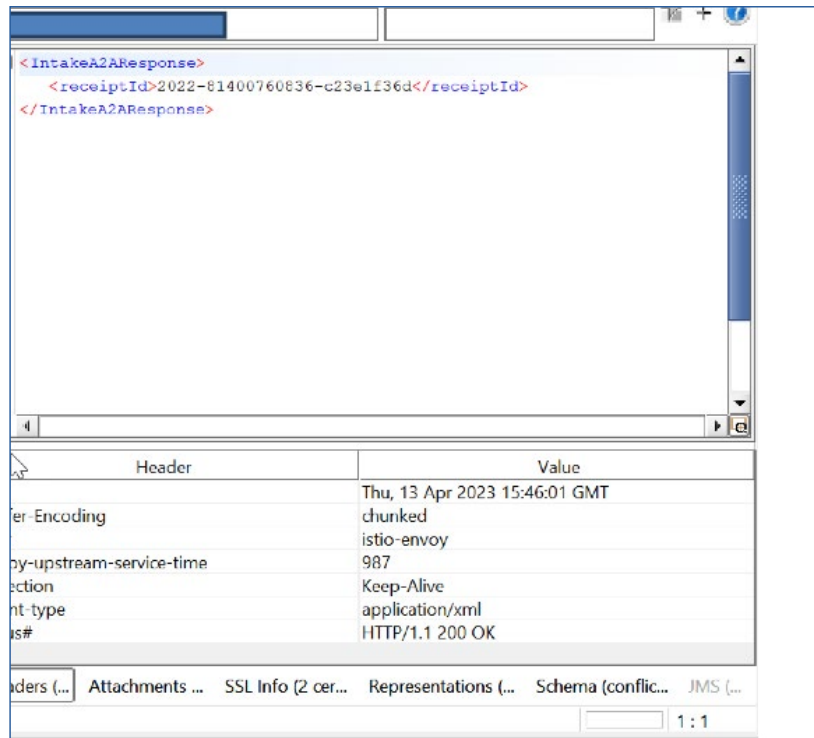 <IntakeA2AResponse>
<receiptId>2022-81400760836-c23e1f36d</receiptId>
</IntakeA2AResponse>
Header Value
Thu, 13 Apr 2023 15:46:01 GMT
fer-Encoding chunked
istio-envoy
oy-upstream-service-time 987
ection Keep-Alive
nt-type application/xml
us# HTTP/1.1 200 OK
aders (... Attachments ... SSL Info (2 cer... Representations (... Schema (conflic... JMS (...
1 : 1